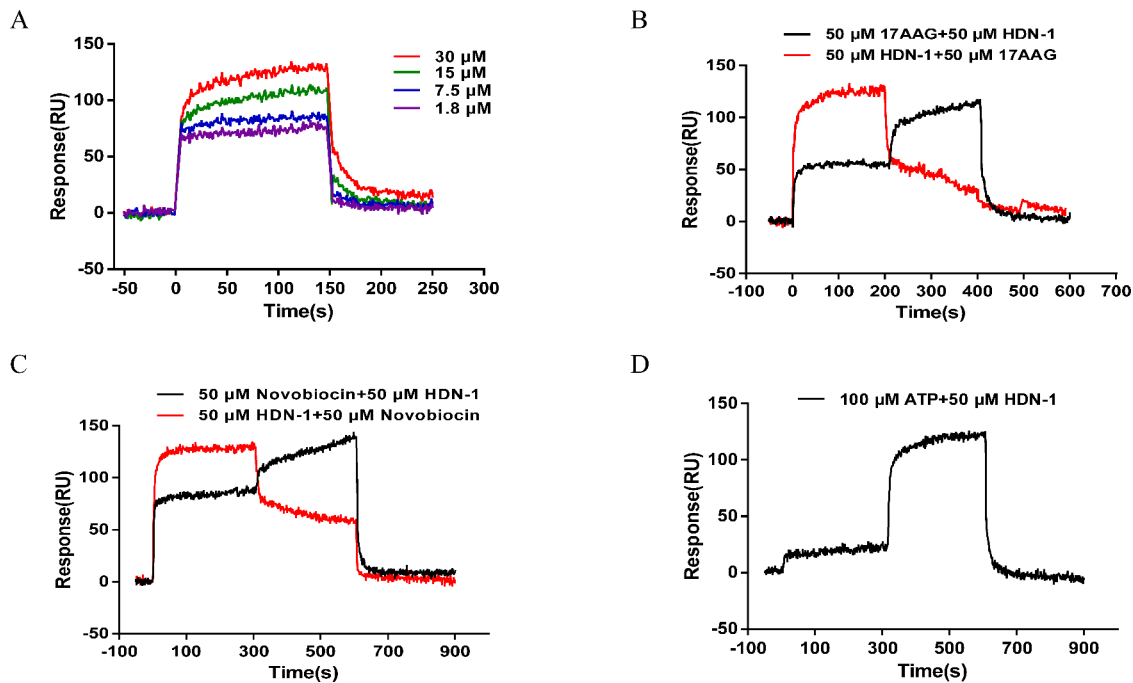 A
150
100
50
0
-50
Response(RU)
-50 0 50 100 150 200 250 300
Time(s)
30 µM
15 µM
7.5 µM
1.8 µM
B
50 µM 17AAG+50 µM HDN-1
50 µM HDN-1+50 µM 17AAG
150
100
50
0
-50
Response(RU)
-100 0 100 200 300 400 500 600 700
Time(s)
C
50 µM Novobiocin+50 µM HDN-1
50 µM HDN-1+50 µM Novobiocin
150
100
50
0
-50
Response(RU)
-100 100 300 500 700 900
Time(s)
D
100 µM ATP+50 µM HDN-1
150
100
50
0
-50
Response(RU)
-100 100 300 500 700 900
Time(s)